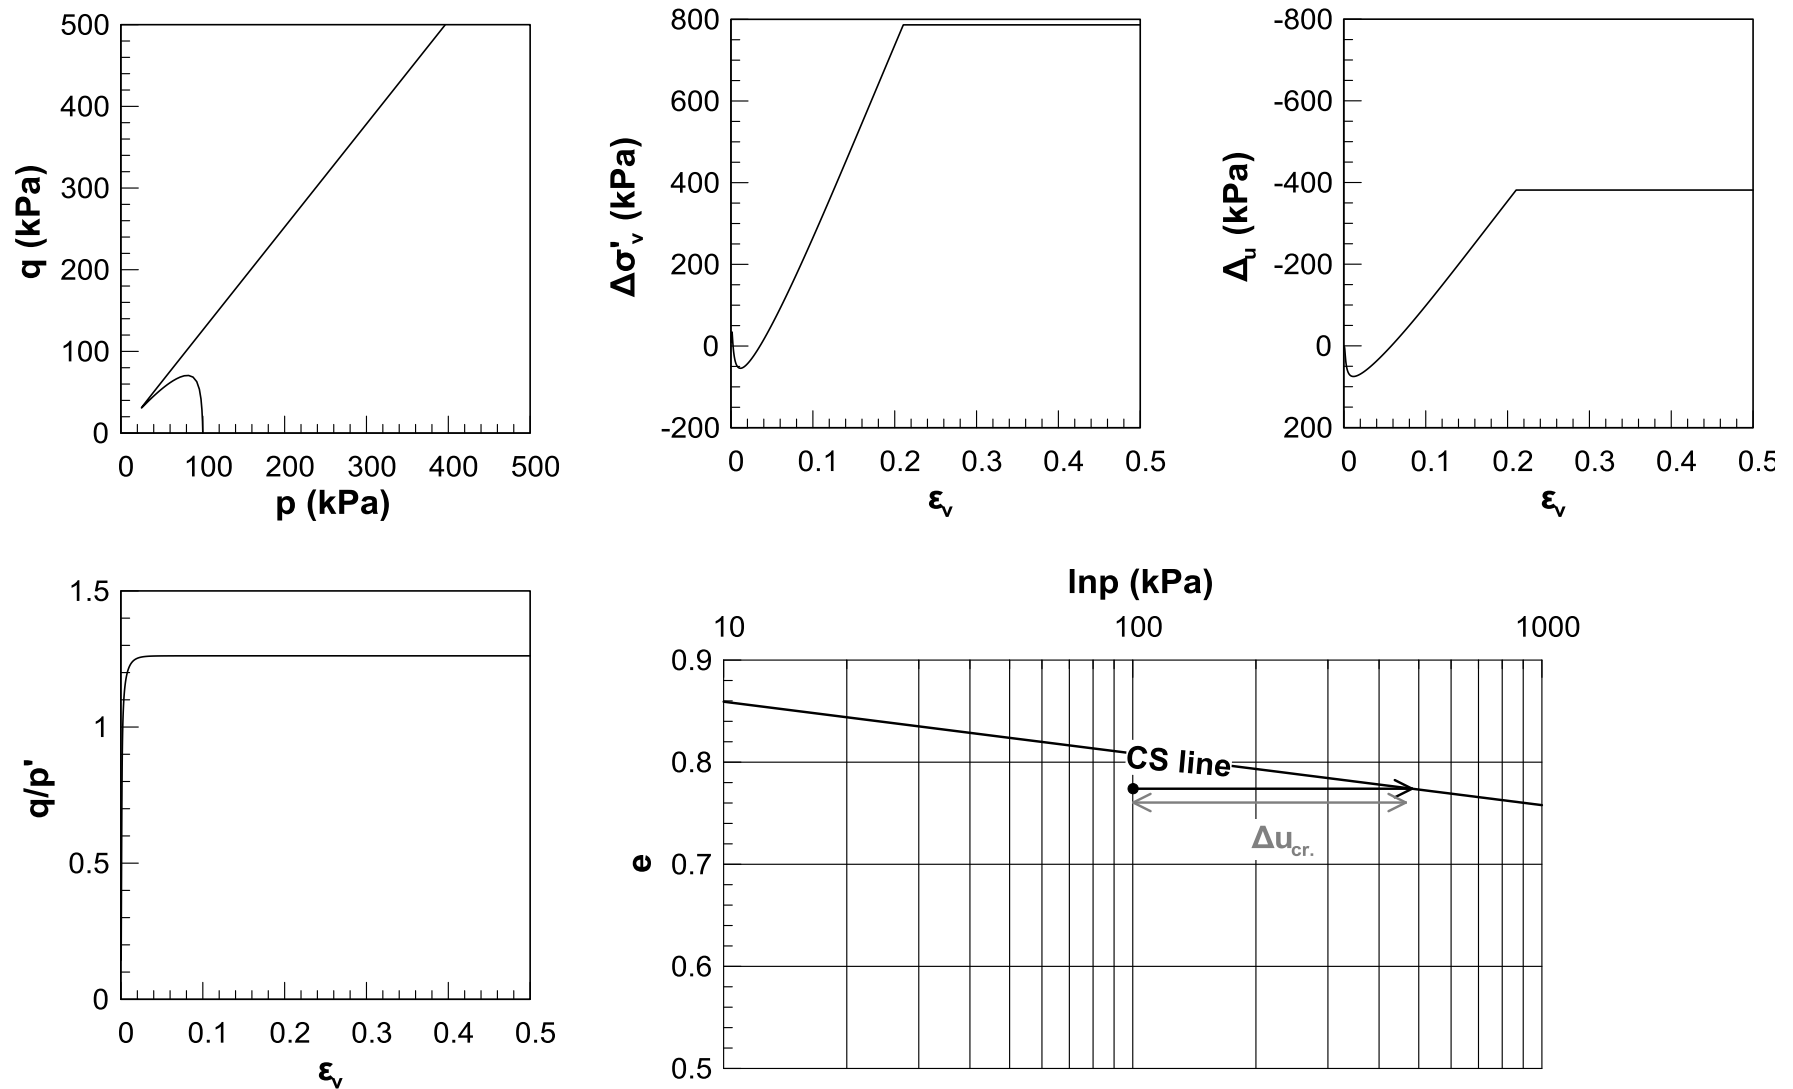 500
400
300
200
100
0
q (kPa)
0 100 200 300 400 500
p (kPa)
800
600
400
200
0
-200
Δσ'v (kPa)
0 0.1 0.2 0.3 0.4 0.5
εv
-800
-600
-400
-200
0
200
Δu (kPa)
0 0.1 0.2 0.3 0.4 0.5
εv
1.5
1
0.5
0
q/p'
0 0.1 0.2 0.3 0.4 0.5
εv
lnp (kPa)
10 100 1000
0.9
0.8
0.7
0.6
0.5
e
CS line
Δucr.